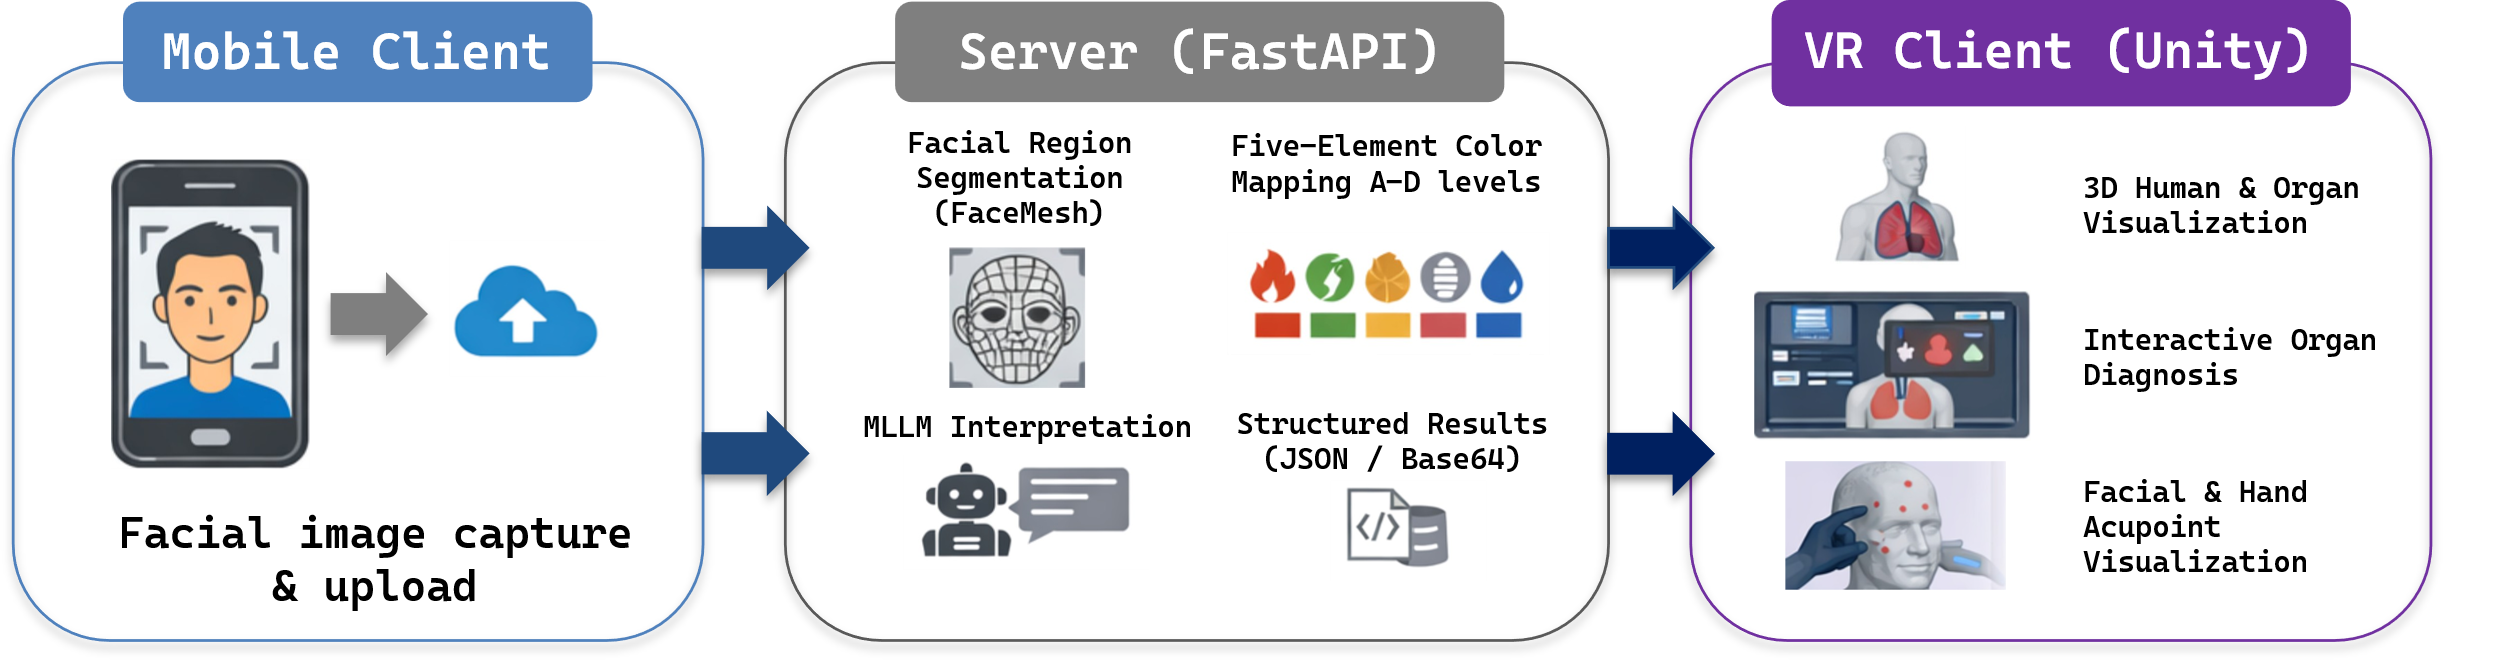 Mobile Client
Facial image capture
& upload
Server (FastAPI)
Facial Region
Segmentation
(FaceMesh)
Five-Element Color
Mapping A-D levels
MLLM Interpretation
Structured Results
(JSON / Base64)
</>
VR Client (Unity)
3D Human & Organ
Visualization
Interactive Organ
Diagnosis
Facial & Hand
Acupoint
Visualization